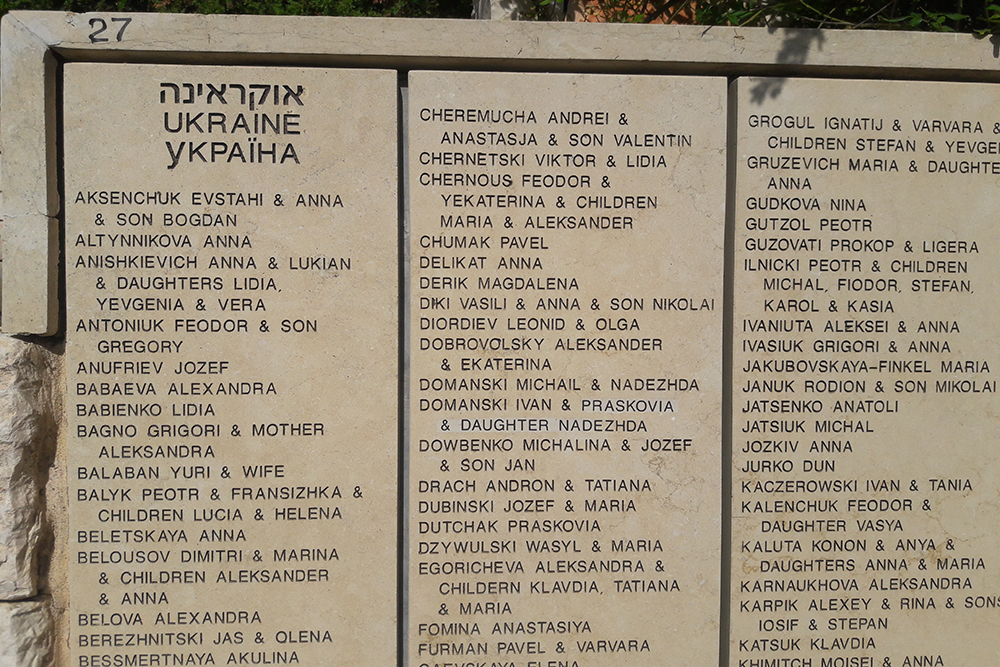 27
אוקראינה
UKRAINE
УКРАЇНА
AKSENCHUK EVSTAHI & ANNA
& SON BOGDAN
ALTYNNIKOVA ANNA
ANISHKIEVICH ANNA & LUKIAN
& DAUGHTERS LIDIA,
YEVGENIA & VERA
ANTONIUK FEODOR & SON
GREGORY
ANUFRIEV JOZEF
BABAEVA ALEXANDRA
BABIENKO LIDIA
BAGNO GRIGORI & MOTHER
ALEKSANDRA
BALABAN YURI & WIFE
BALYK PEOTR & FRANSIZHKA &
CHILDREN LUCIA & HELENA
BELETSKAYA ANNA
BELOUSOV DIMITRI & MARINA
& CHILDREN ALEKSANDER
& ANNA
BELOVA ALEXANDRA
BEREZHNITSKI JAS & OLENA
BESSMERTNAYA AKULINA
CHEREMUCHA ANDREI &
ANASTASJA & SON VALENTIN
CHERNETSKI VIKTOR & LIDIA
CHERNOUS FEODOR &
YEKATERINA & CHILDREN
MARIA & ALEKSANDER
CHUMAK PAVEL
DELIKAT ANNA
DERIK MAGDALENA
DIKI VASILI & ANNA & SON NIKOLAI
DIORDIEV LEONID & OLGA
DOBROVOLSKY ALEKSANDER
& EKATERINA
DOMANSKI MICHAIL & NADEZHDA
DOMANSKI IVAN & PRASKOVIA
& DAUGHTER NADEZHDA
DOWBENKO MICHALINA & JOZEF
& SON JAN
DRACH ANDRON & TATIANA
DUBINSKI JOZEF & MARIA
DUTCHAK PRASKOVIA
DZYWULSKI WASYL & MARIA
EGORICHEVA ALEKSANDRA &
CHILDERN KLAVDIA, TATIANA
& MARIA
FOMINA ANASTASIYA
FURMAN PAVEL & VARVARA
GAEVSKAYA ELENA
GROGUL IGNATIJ & VARVARA &
CHILDREN STEFAN & YEVGEN
GRUZEVICH MARIA & DAUGHTE
ANNA
GUDKOVA NINA
GUTZOL PEOTR
GUZOVATI PROKOP & LIGERA
ILNICKI PEOTR & CHILDREN
MICHAL, FIODOR, STEFAN,
KAROL & KASIA
IVANIUTA ALEKSEI & ANNA
IVASIUK GRIGORI & ANNA
JAKUBOVSKAYA-FINKEL MARIA
JANUK RODION & SON MIKOLAI
JATSENKO ANATOLI
JATSIUK MICHAL
JOZKIV ANNA
JURKO DUN
KACZEROWSKI IVAN & TANIA
KALENCHUK FEODOR &
DAUGHTER VASYA
KALUTA KONON & ANYA &
DAUGHTERS ANNA & MARIA
KARNAUKHOVA ALEKSANDRA
KARPIK ALEXEY & RINA & SONS
IOSIF & STEPAN
KATSUK KLAVDIA
KHIMITCH MOISEI & ANNA